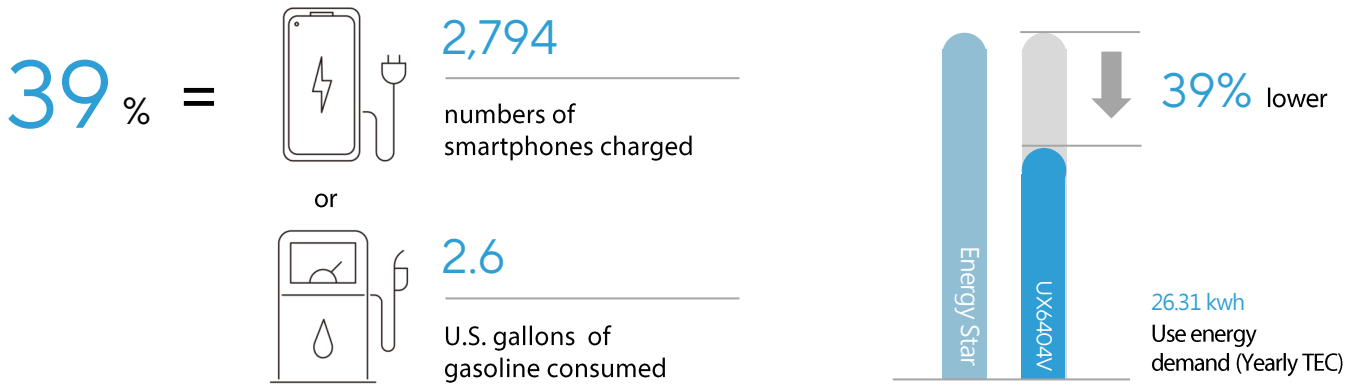 39 % =
2,794
numbers of
smartphones charged
or
2.6
U.S. gallons of
gasoline consumed
Energy Star
UX6404V
39% lower
26.31 kwh
Use energy
demand (Yearly TEC)